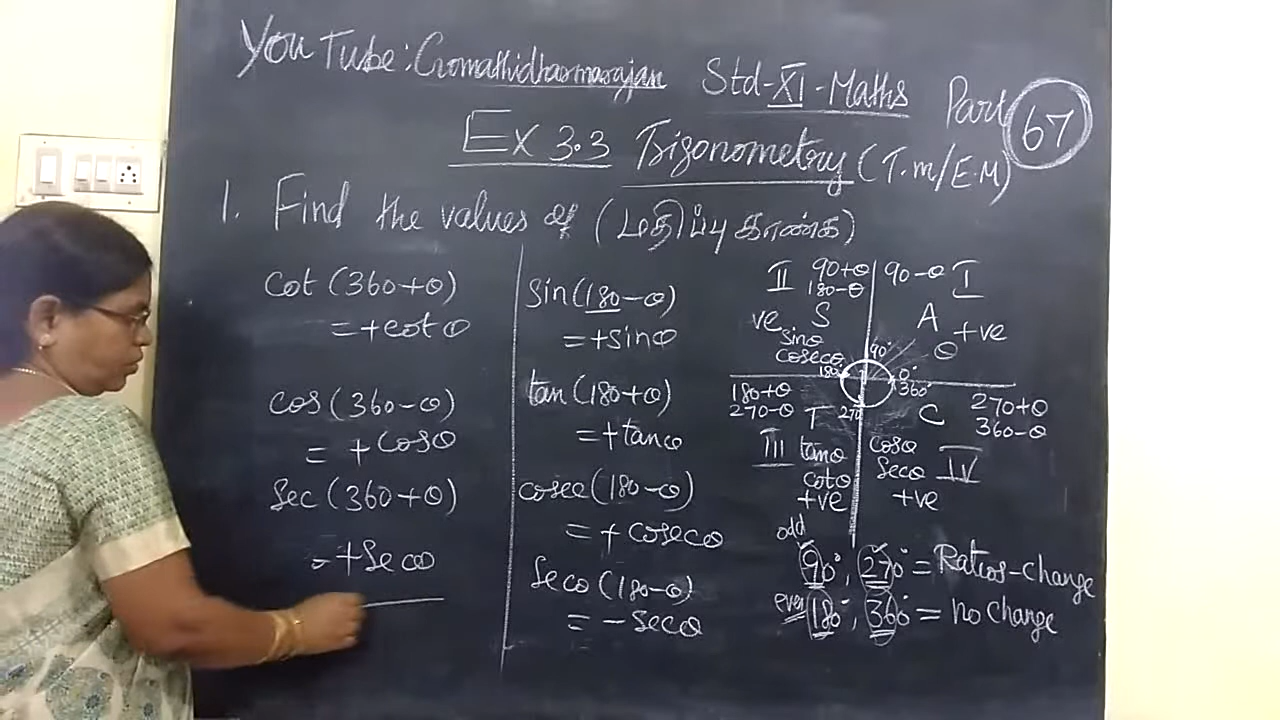 YouTube: Gomathidharmarajan Std-XI-Maths Part 67
Ex 3.3 Trigonometry (T.M/E.M)
1. Find the values of (மதிப்பு காண்க)
cot (360+θ)
= +cot θ
cos (360-θ)
= + cosθ
Sec (360+θ)
= +Sec θ
Sin(180-θ)
= +sinθ
tan (180+θ)
= +tanθ
cosec (180-θ)
= + cosecθ
Secθ (180-θ)
= - secθ
II 90+θ
180-θ
ve S
Sinθ
cosecθ
90-θ I
A +ve
θ
90°
180°
0°
360°
270°
180+θ
270-θ T
III tanθ
cotθ
+ve
C 270+θ
360-θ
cosθ
Secθ IV
+ve
odd
90°, 270° = Ratios-change
even 180°, 360° = no change